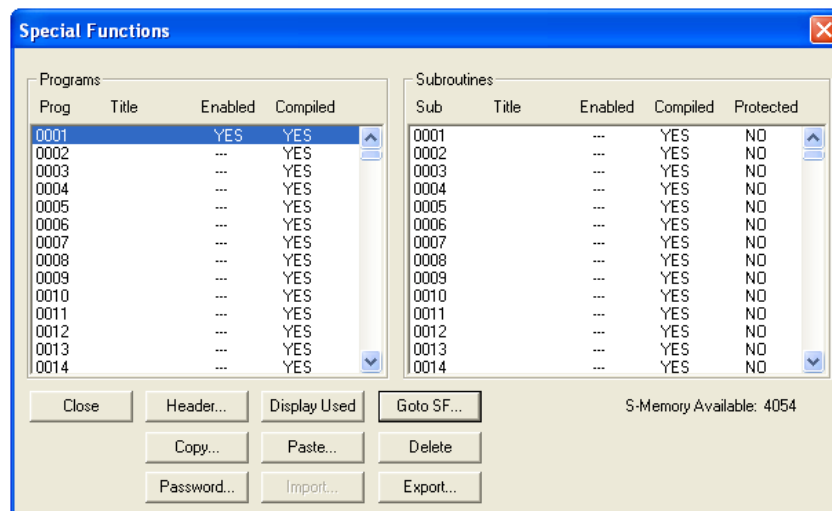 Special Functions
Programs
Prog Title Enabled Compiled
0001 YES YES
0002 --- YES
0003 --- YES
0004 --- YES
0005 --- YES
0006 --- YES
0007 --- YES
0008 --- YES
0009 --- YES
0010 --- YES
0011 --- YES
0012 --- YES
0013 --- YES
0014 --- YES
Subroutines
Sub Title Enabled Compiled Protected
0001 --- YES NO
0002 --- YES NO
0003 --- YES NO
0004 --- YES NO
0005 --- YES NO
0006 --- YES NO
0007 --- YES NO
0008 --- YES NO
0009 --- YES NO
0010 --- YES NO
0011 --- YES NO
0012 --- YES NO
0013 --- YES NO
0014 --- YES NO
Close Header... Display Used Goto SF... S-Memory Available: 4054
Copy... Paste... Delete
Password... Import... Export...